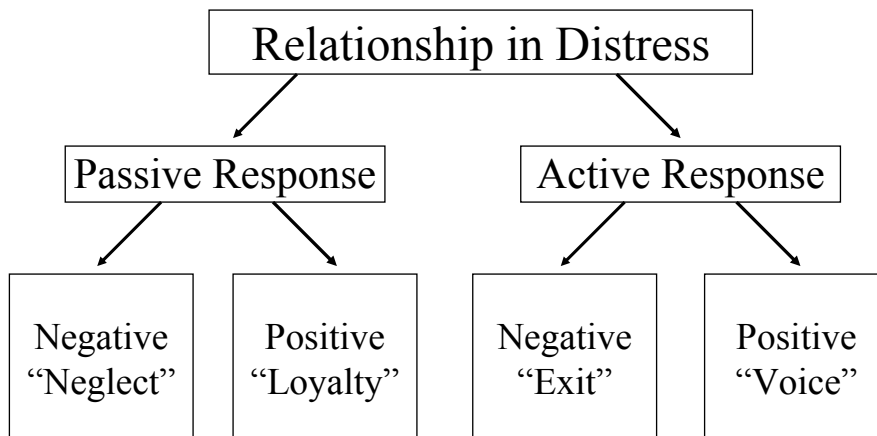 Relationship in Distress
Passive Response
Active Response
Negative
“Neglect”
Positive
“Loyalty”
Negative
“Exit”
Positive
“Voice”